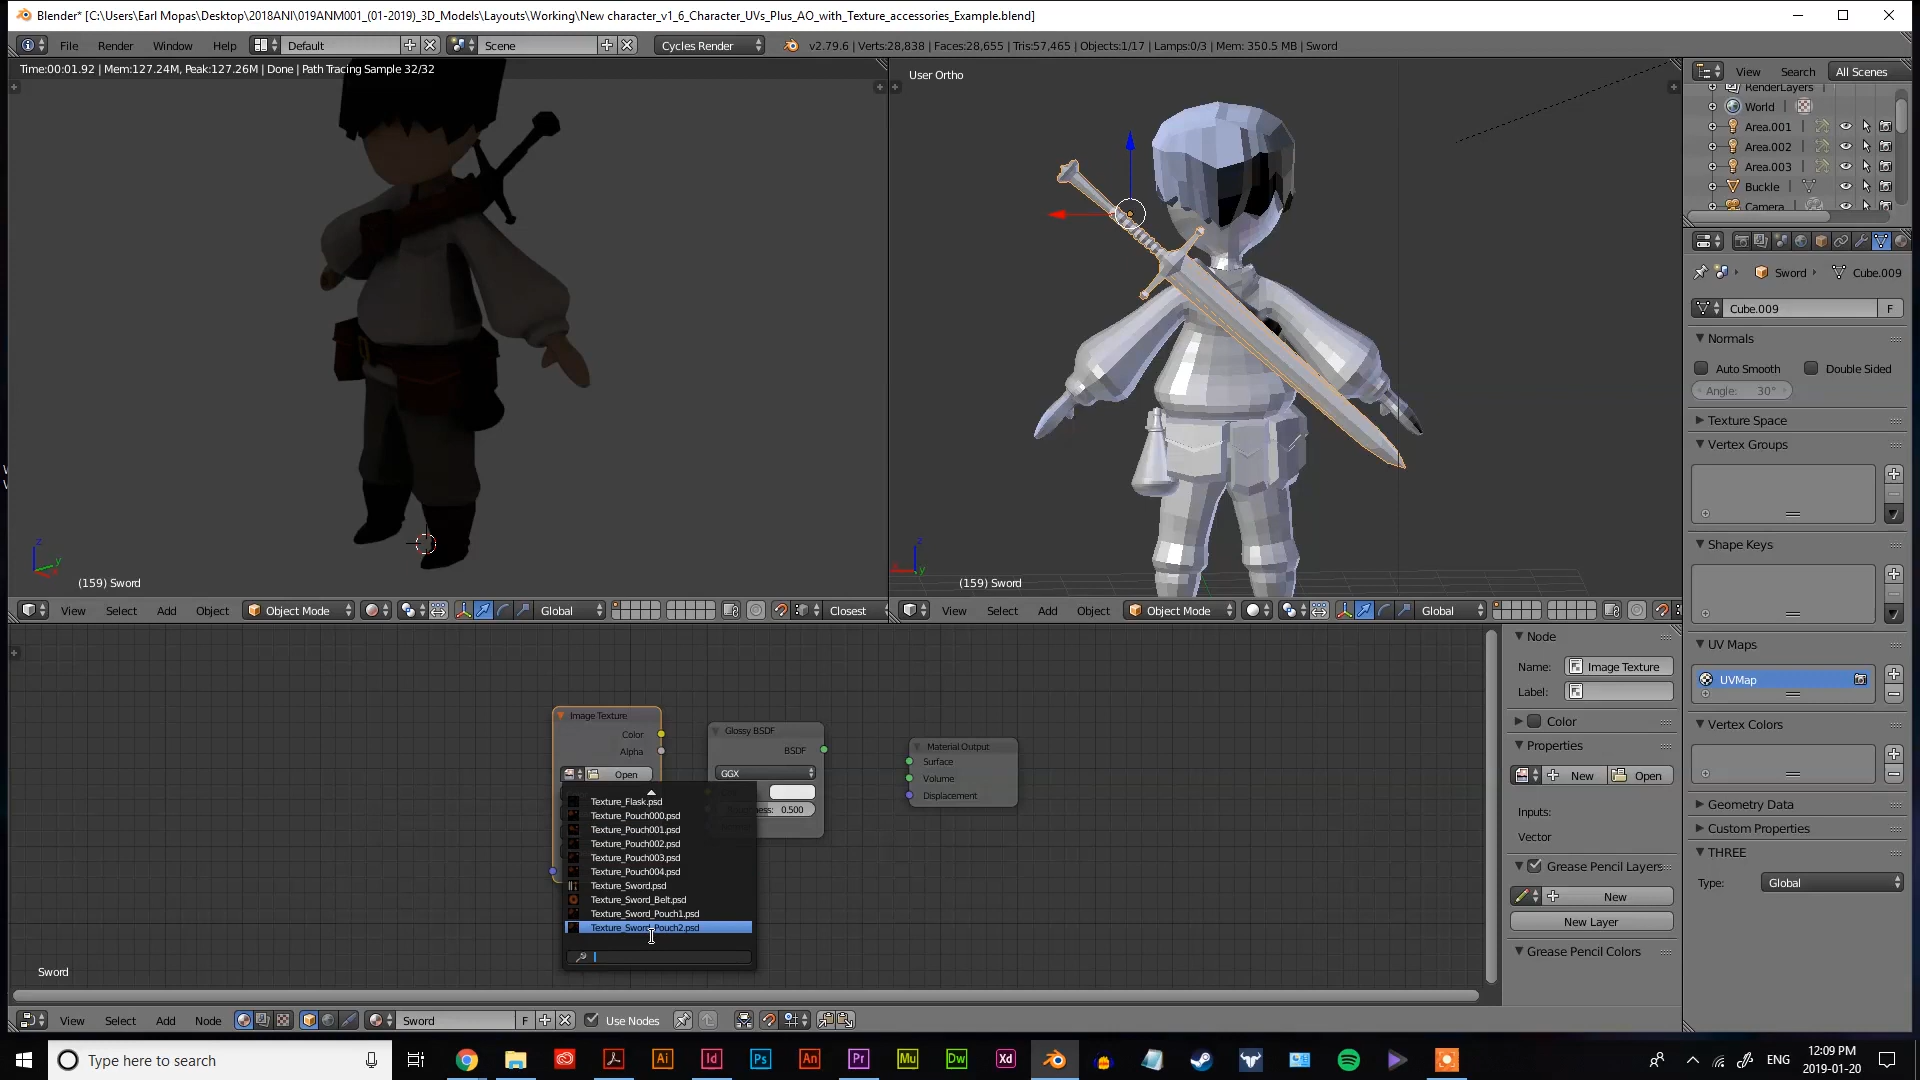 Blender* [C:\Users\Earl Mopas\Desktop\2018ANI\019ANM001_(01-2019)_3D_Models\Layouts\Working\New character_v1_6_Character_UVs_Plus_AO_with_Texture_accessories_Example.blend]
File Render Window Help Default Scene Cycles Render v2.79.6 | Verts:28,838 | Faces:28,655 | Tris:57,465 | Objects:1/17 | Lamps:0/3 | Mem: 350.5 MB | Sword
Time:00:01.92 | Mem:127.24M, Peak:127.26M | Done | Path Tracing Sample 32/32
User Ortho
View Search All Scenes
RenderLayers
World
Area.001
Area.002
Area.003
Buckle
Camera
Sword Cube.009
Cube.009 F
Normals
Auto Smooth Double Sided
Angle: 30°
Texture Space
Vertex Groups
Shape Keys
UV Maps
UVMap
Vertex Colors
Geometry Data
Custom Properties
THREE
Type: Global
(159) Sword
(159) Sword
View Select Add Object Object Mode Global Closest
View Select Add Object Object Mode Global
Image Texture
Color
Alpha
Open
Glossy BSDF
BSDF
GGX
0.500
Material Output
Surface
Volume
Displacement
Texture_Flask.psd
Texture_Pouch000.psd
Texture_Pouch001.psd
Texture_Pouch002.psd
Texture_Pouch003.psd
Texture_Pouch004.psd
Texture_Sword.psd
Texture_Sword_Belt.psd
Texture_Sword_Pouch1.psd
Texture_Sword_Pouch2.psd
Node
Name: Image Texture
Label:
Color
Properties
New Open
Inputs:
Vector
Grease Pencil Layers
New
New Layer
Grease Pencil Colors
Sword
View Select Add Node Sword F Use Nodes
Type here to search
Ai
Id
Ps
An
Pr
Mu
Dw
Xd
ENG
12:09 PM
2019-01-20